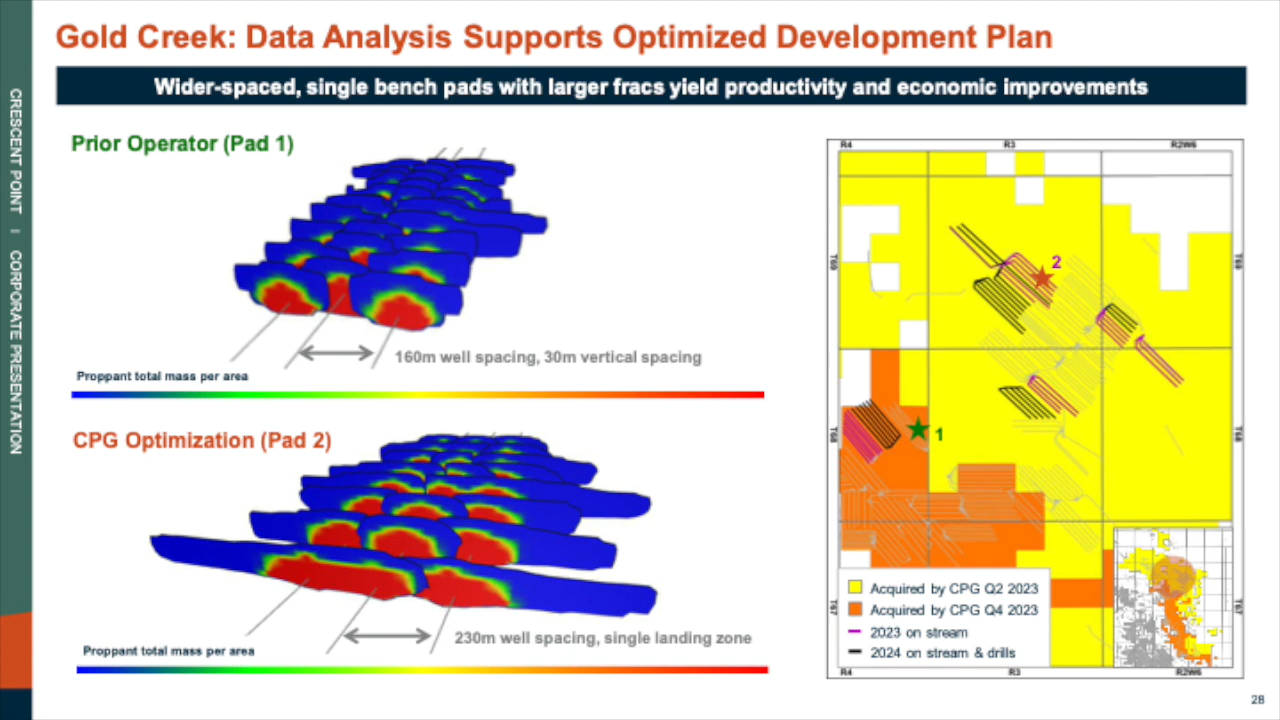 Gold Creek: Data Analysis Supports Optimized Development Plan
Wider-spaced, single bench pads with larger fracs yield productivity and economic improvements
CRESCENT POINT II CORPORATE PRESENTATION
Prior Operator (Pad 1)
160m well spacing, 30m vertical spacing
Proppant total mass per area
CPG Optimization (Pad 2)
230m well spacing, single landing zone
Proppant total mass per area
R4 R3 R2W6
T69 T69
2
1
T68 T68
T67 T67
Acquired by CPG Q2 2023
Acquired by CPG Q4 2023
2023 on stream
2024 on stream & drills
R4 R3 R2W6
28